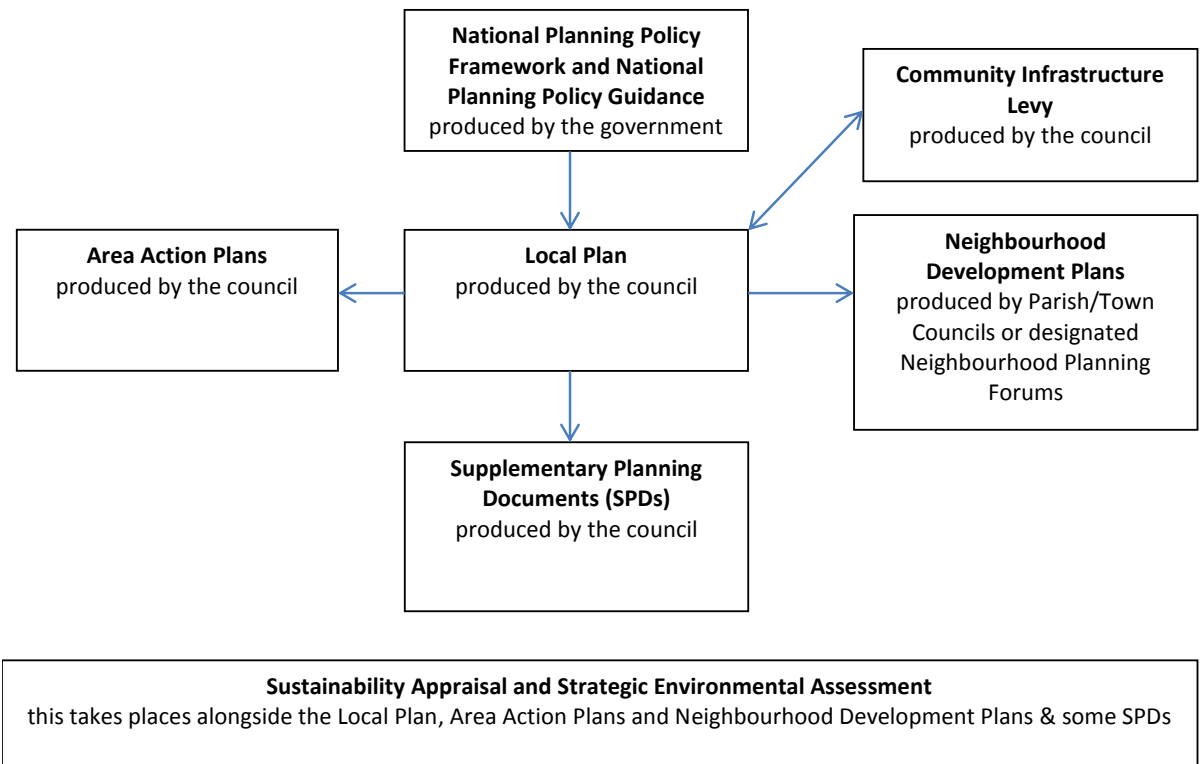 National Planning Policy
Framework and National
Planning Policy Guidance
produced by the government
Community Infrastructure
Levy
produced by the council
Area Action Plans
produced by the council
Local Plan
produced by the council
Neighbourhood
Development Plans
produced by Parish/Town
Councils or designated
Neighbourhood Planning
Forums
Supplementary Planning
Documents (SPDs)
produced by the council
Sustainability Appraisal and Strategic Environmental Assessment
this takes places alongside the Local Plan, Area Action Plans and Neighbourhood Development Plans & some SPDs